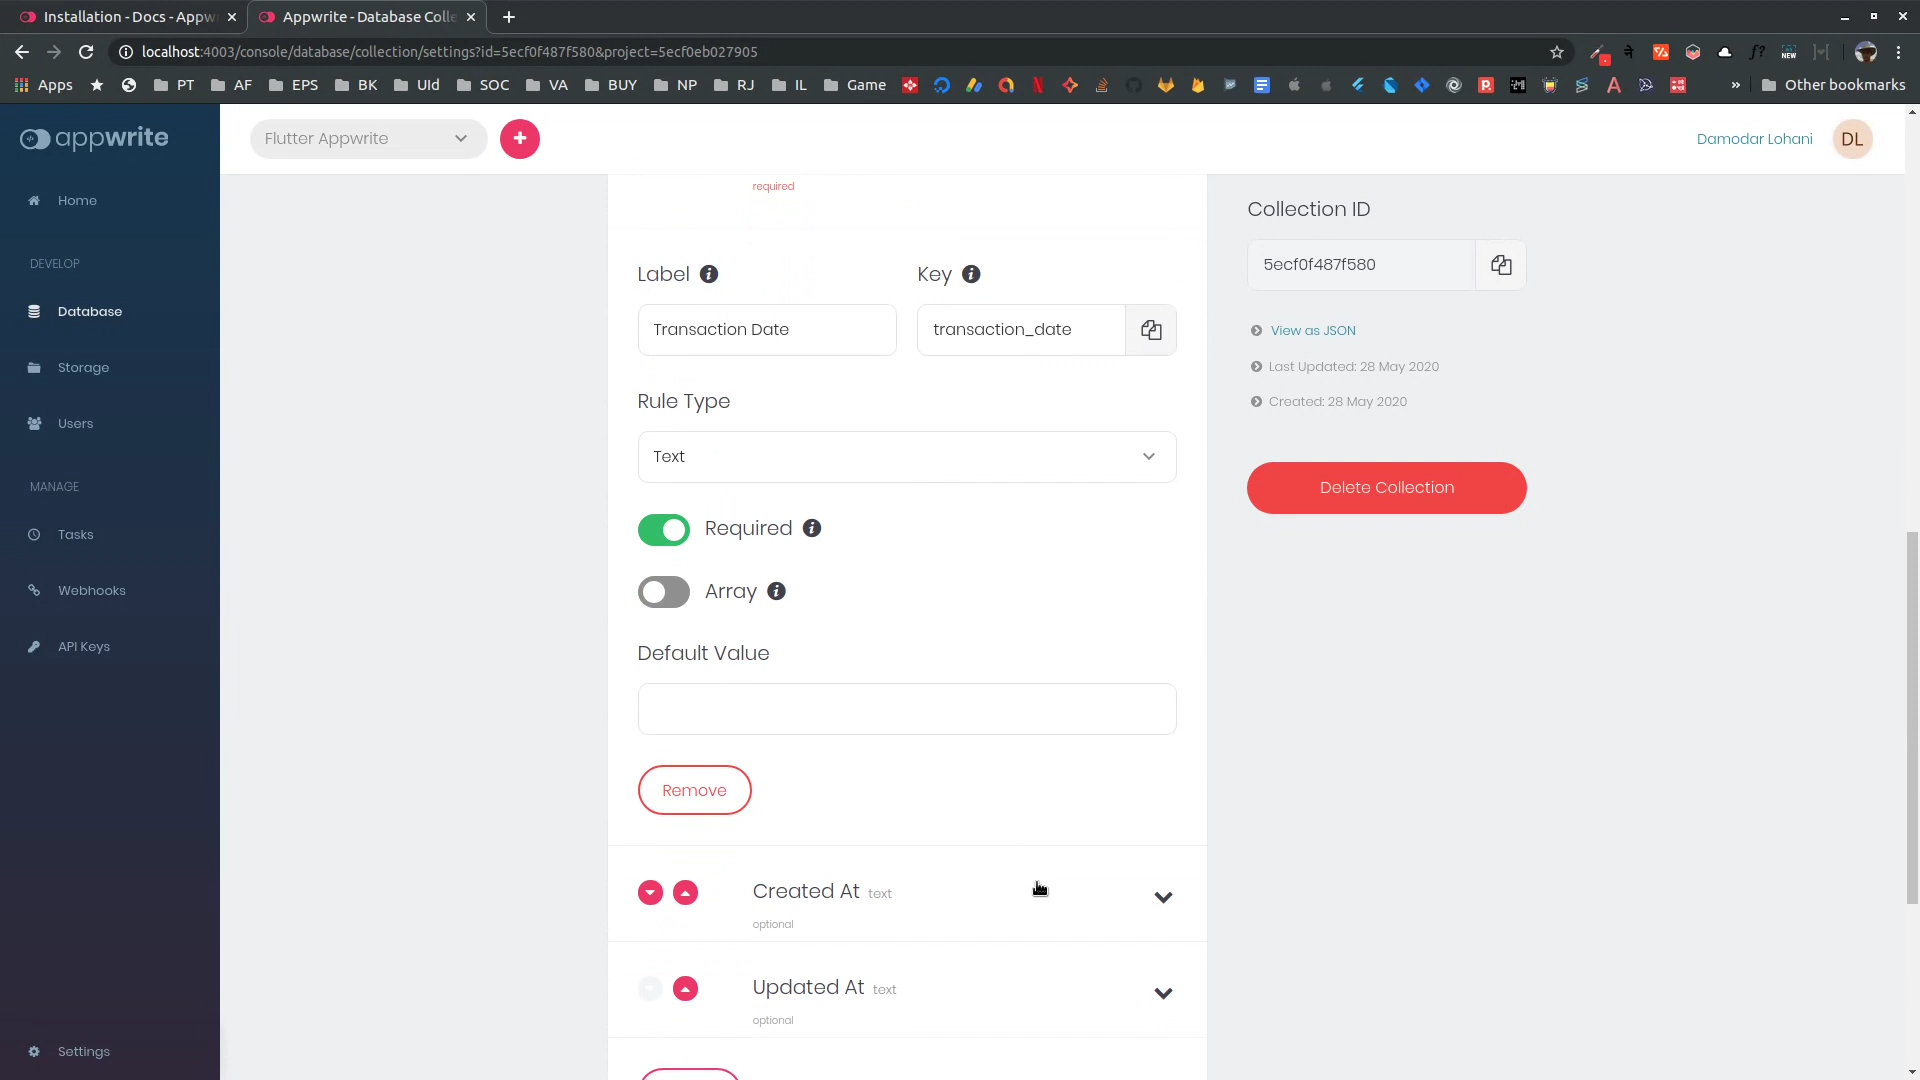 Installation - Docs - Appw
Appwrite - Database Colle
localhost:4003/console/database/collection/settings?id=5ecf0f487f580&project=5ecf0eb027905
Apps
PT
AF
EPS
BK
UId
SOC
VA
BUY
NP
RJ
IL
Game
Other bookmarks
appwrite
Flutter Appwrite
Damodar Lohani
DL
Home
DEVELOP
Database
Storage
Users
MANAGE
Tasks
Webhooks
API Keys
Settings
required
Label
Key
Transaction Date
transaction_date
Rule Type
Text
Required
Array
Default Value
Remove
Created At text
optional
Updated At text
optional
Collection ID
5ecf0f487f580
View as JSON
Last Updated: 28 May 2020
Created: 28 May 2020
Delete Collection